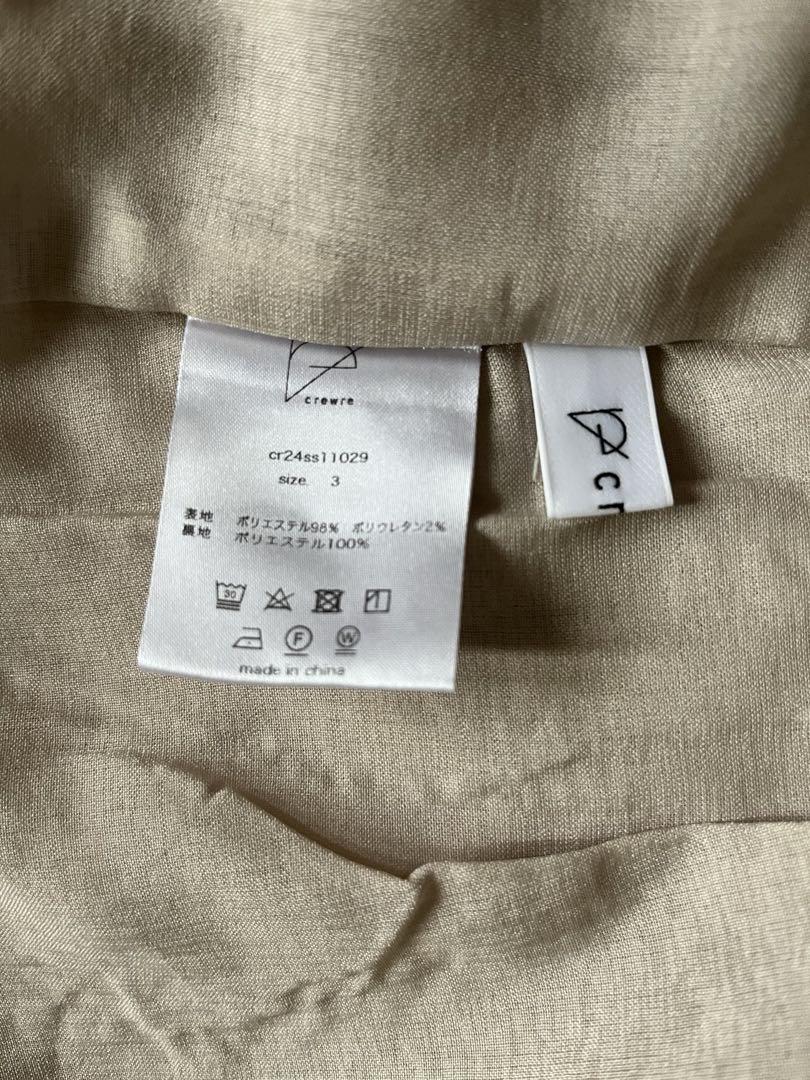 crewre
cr24ss11029
size 3
表地 ポリエステル98% ポリウレタン2%
裏地 ポリエステル100%
30
F W
made in china
cr